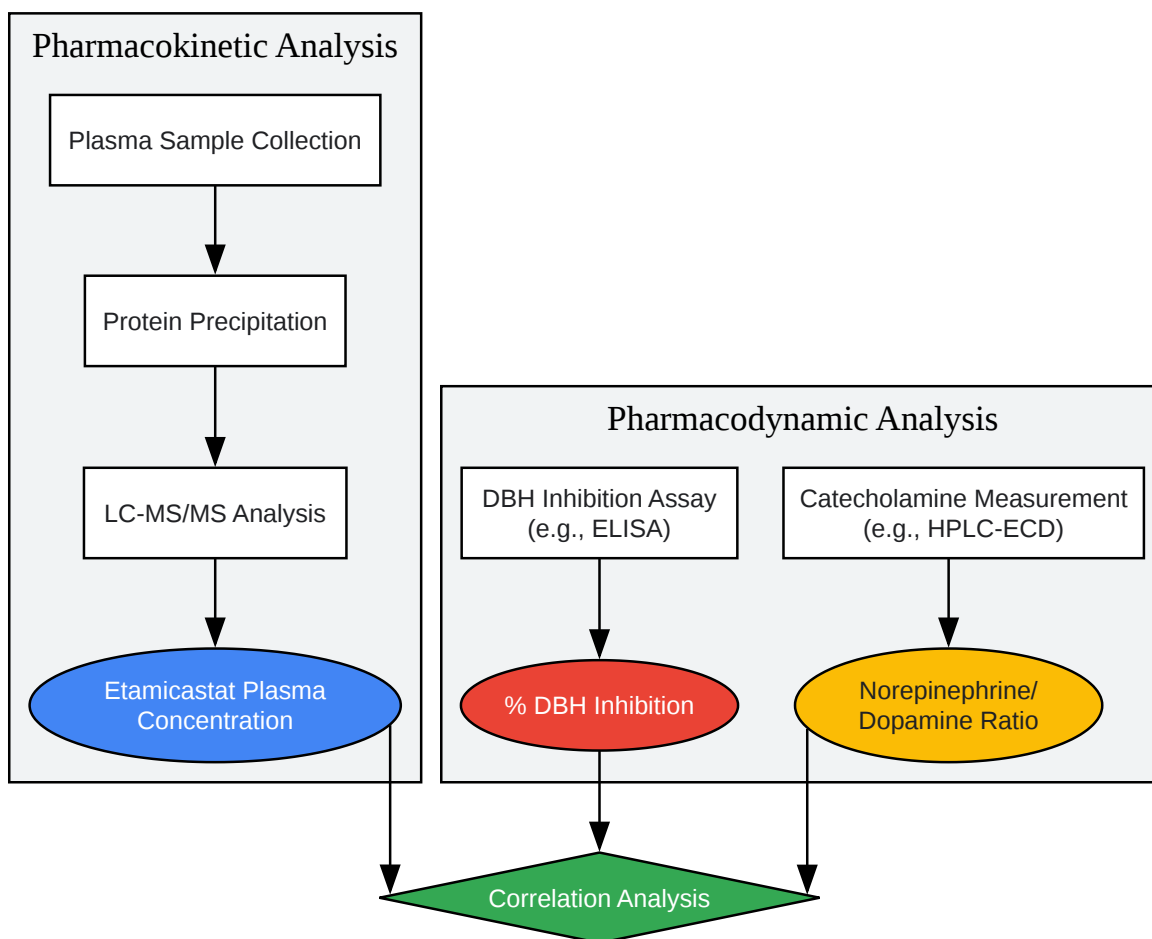 Pharmacokinetic Analysis
Plasma Sample Collection
Protein Precipitation
LC-MS/MS Analysis
Etamicastat Plasma
Concentration
Pharmacodynamic Analysis
DBH Inhibition Assay
(e.g., ELISA)
% DBH Inhibition
Catecholamine Measurement
(e.g., HPLC-ECD)
Norepinephrine/
Dopamine Ratio
Correlation Analysis